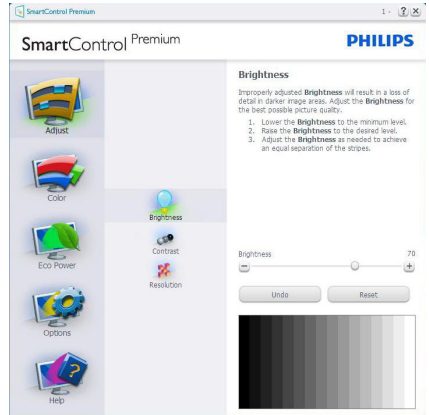 SmartControl Premium
1 - ? ×
SmartControl Premium
PHILIPS
Adjust
Color
Eco Power
Options
Help
Brightness
Contrast
Resolution
Brightness
Improperly adjusted Brightness will result in a loss of
detail in darker image areas. Adjust the Brightness for
the best possible picture quality.
1. Lower the Brightness to the minimum level.
2. Raise the Brightness to the desired level.
3. Adjust the Brightness as needed to achieve
an equal separation of the stripes.
Brightness 70
Undo Reset